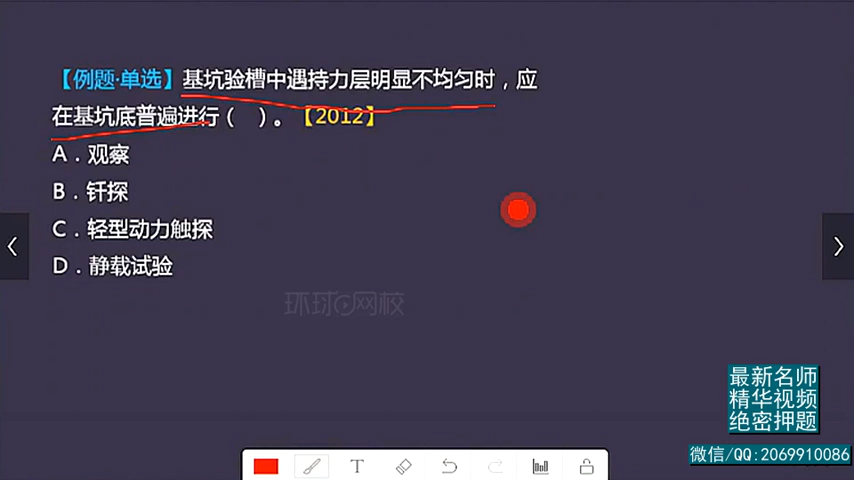 【例题·单选】基坑验槽中遇持力层明显不均匀时，应
在基坑底普遍进行（ ）。【2012】
A．观察
B．钎探
C．轻型动力触探
D．静载试验
环球网校
最新名师
精华视频
绝密押题
微信/QQ:2069910086
T